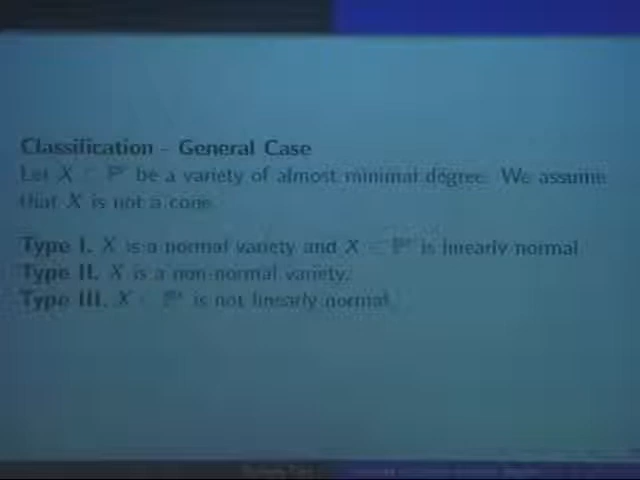 Classification - General Case
Let X ⊂ ℙʳ be a variety of almost minimal degree. We assume
that X is not a cone.
Type I. X is a normal variety and X ⊂ ℙʳ is linearly normal
Type II. X is a non-normal variety.
Type III. X ⊂ ℙʳ is not linearly normal.